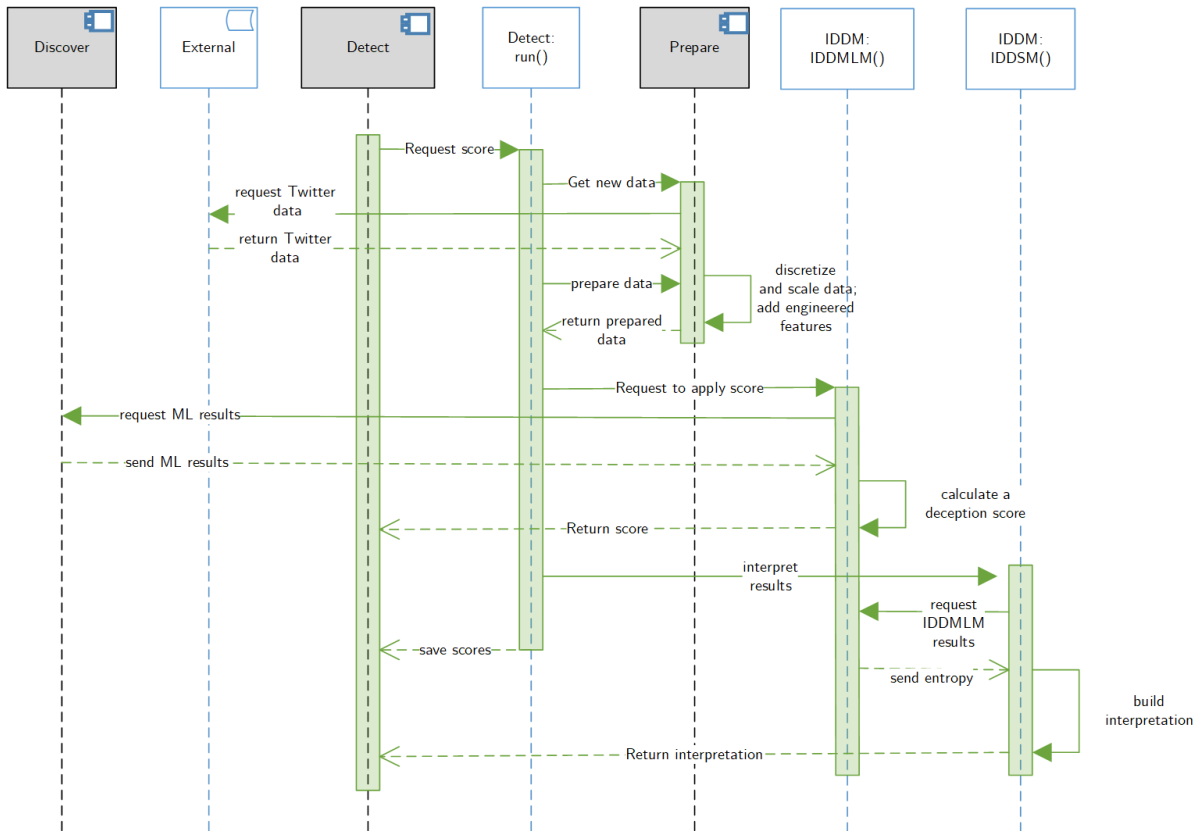 Discover
External
Detect
Detect:
run()
Prepare
IDDM:
IDDMLM()
IDDM:
IDDSM()
Request score
Get new data
request Twitter
data
return Twitter
data
prepare data
discretize
and scale data;
add engineered
features
return prepared
data
Request to apply score
request ML results
send ML results
calculate a
deception score
Return score
interpret
results
request
IDDMLM
results
save scores
send entropy
build
interpretation
Return interpretation